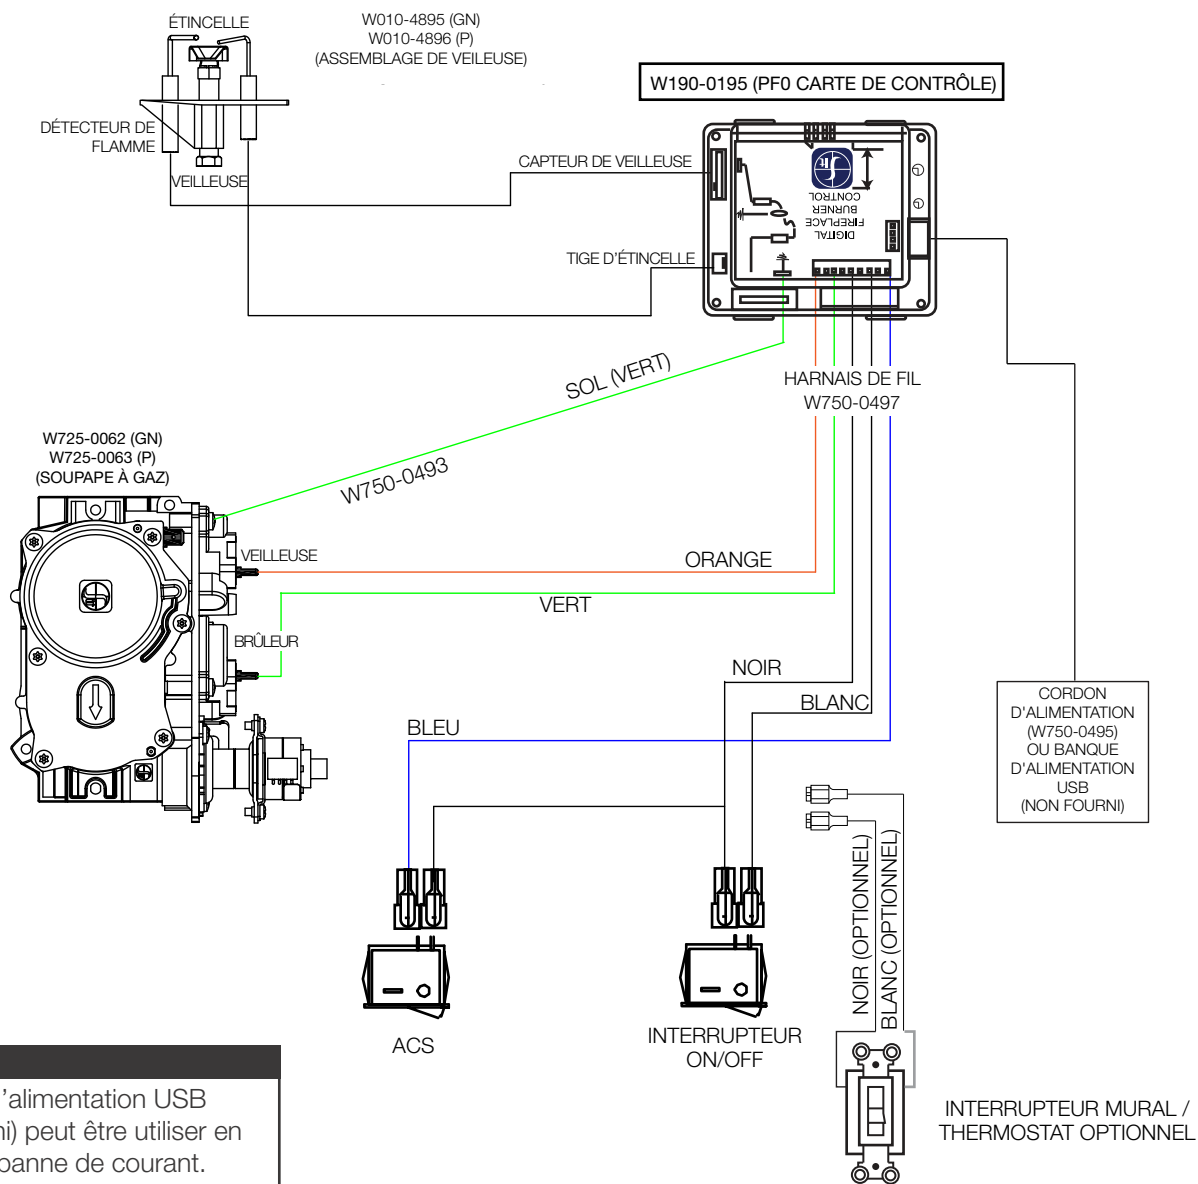 ÉTINCELLE
W010-4895 (GN)
W010-4896 (P)
(ASSEMBLAGE DE VEILEUSE)
W190-0195 (PF0 CARTE DE CONTRÔLE)
DÉTECTEUR DE
FLAMME
VEILLEUSE
CAPTEUR DE VEILLEUSE
TIGE D'ÉTINCELLE
DIGITAL
FIREPLACE
BURNER
CONTROL
HARNAIS DE FIL
W750-0497
SOL (VERT)
W750-0493
W725-0062 (GN)
W725-0063 (P)
(SOUPAPE À GAZ)
VEILLEUSE
ORANGE
VERT
BRÛLEUR
NOIR
BLANC
BLEU
CORDON
D'ALIMENTATION
(W750-0495)
OU BANQUE
D'ALIMENTATION
USB
(NON FOURNI)
NOIR (OPTIONNEL)
BLANC (OPTIONNEL)
ACS
INTERRUPTEUR
ON/OFF
INTERRUPTEUR MURAL /
THERMOSTAT OPTIONNEL
'alimentation USB
ni) peut être utiliser en
panne de courant.